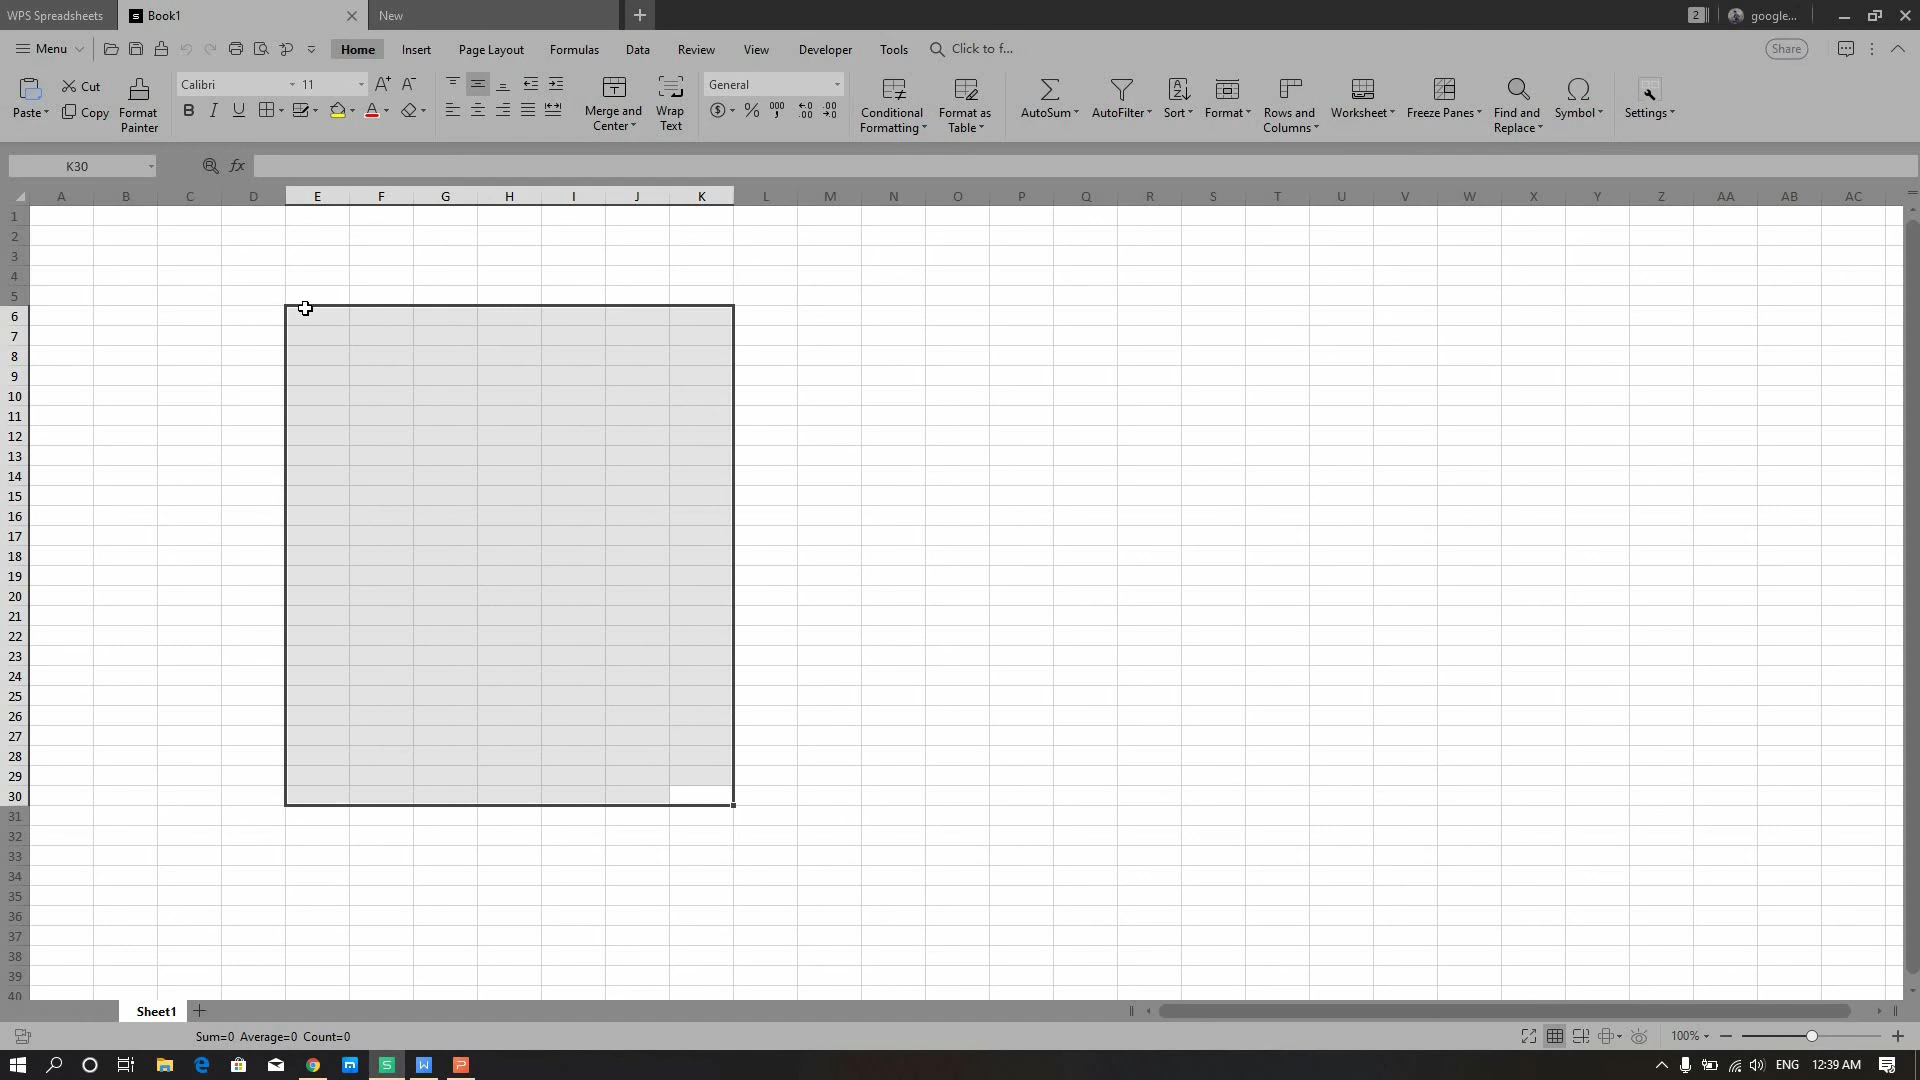 WPS Spreadsheets Book1 New 2 google...
Menu Home Insert Page Layout Formulas Data Review View Developer Tools Click to f... Share
Calibri 11 General
Cut
Copy
Paste Format Painter
B I U A
Merge and Center Wrap Text
Conditional Formatting Format as Table AutoSum AutoFilter Sort Format Rows and Columns Worksheet Freeze Panes Find and Replace Symbol Settings
K30 fx
A B C D E F G H I J K L M N O P Q R S T U V W X Y Z AA AB AC
1
2
3
4
5
6
7
8
9
10
11
12
13
14
15
16
17
18
19
20
21
22
23
24
25
26
27
28
29
30
31
32
33
34
35
36
37
38
39
40
Sheet1
Sum=0 Average=0 Count=0 100%
ENG 12:39 AM